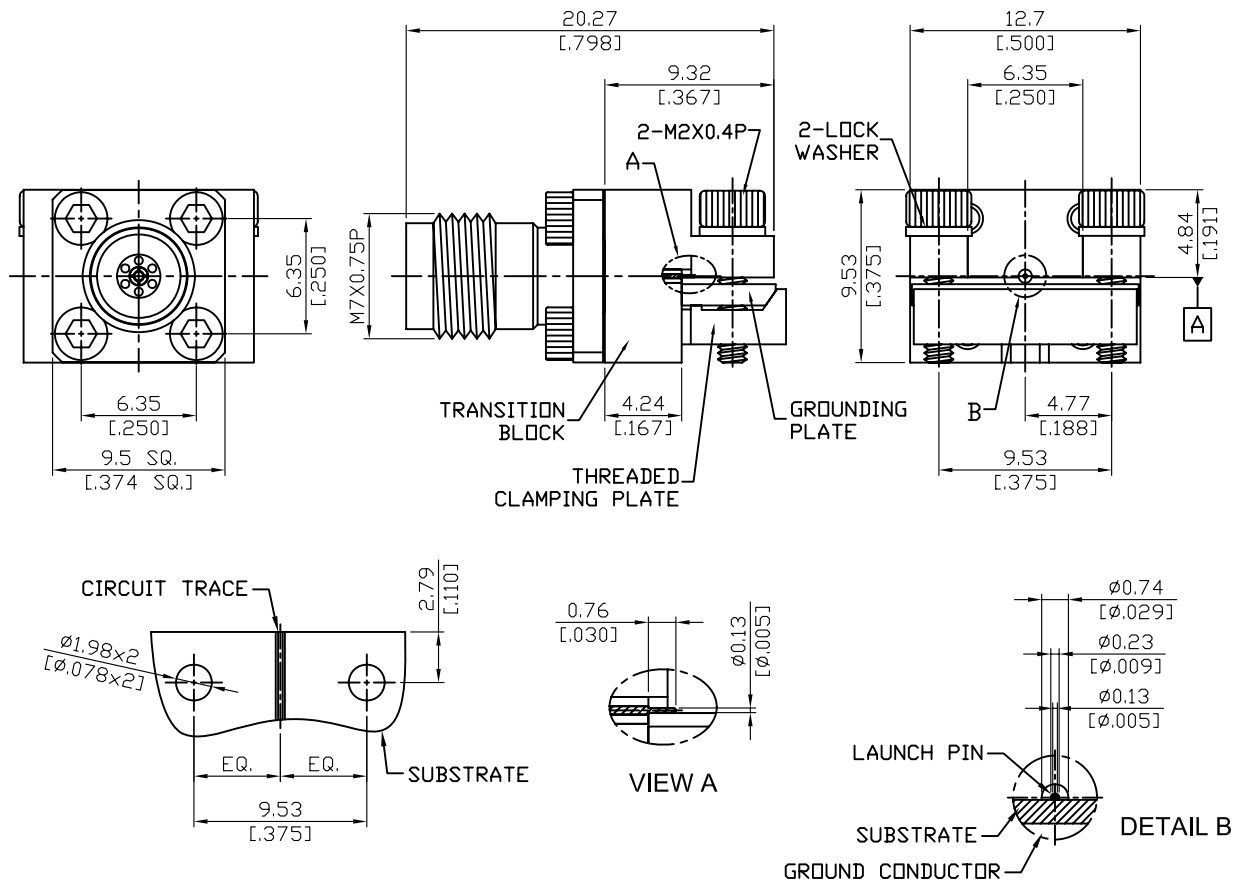 20.27
[.798]
9.32
[.367]
2-M2X0.4P
A
M7X0.75P
TRANSITION
BLOCK
4.24
[.167]
GROUNDING
PLATE
THREADED
CLAMPING PLATE
12.7
[.500]
6.35
[.250]
2-LOCK
WASHER
9.53
[.375]
4.84
[.191]
A
B
4.77
[.188]
9.53
[.375]
6.35
[.250]
6.35
[.250]
9.5 SQ.
[.374 SQ.]
CIRCUIT TRACE
2.79
[.110]
Ø1.98×2
[Ø.078×2]
EQ.
EQ.
SUBSTRATE
9.53
[.375]
0.76
[.030]
Ø0.13
[Ø.005]
VIEW A
Ø0.74
[Ø.029]
Ø0.23
[Ø.009]
Ø0.13
[Ø.005]
LAUNCH PIN
SUBSTRATE
DETAIL B
GROUND CONDUCTOR